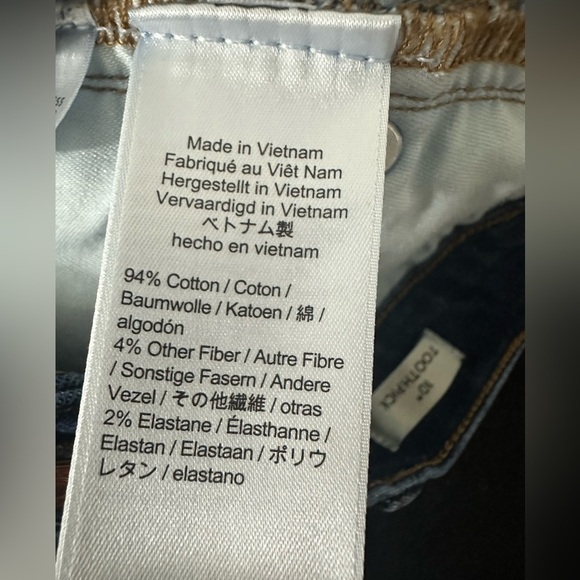 Made in Vietnam
Fabriqué au Viêt Nam
Hergestellt in Vietnam
Vervaardigd in Vietnam
ベトナム製
hecho en vietnam
94% Cotton / Coton /
Baumwolle / Katoen / 綿 /
algodón
4% Other Fiber / Autre Fibre
/ Sonstige Fasern / Andere
Vezel / その他繊維 / otras
2% Elastane / Élasthanne /
Elastan / Elastaan / ポリウ
レタン / elastano
10"
TOOTHPICK